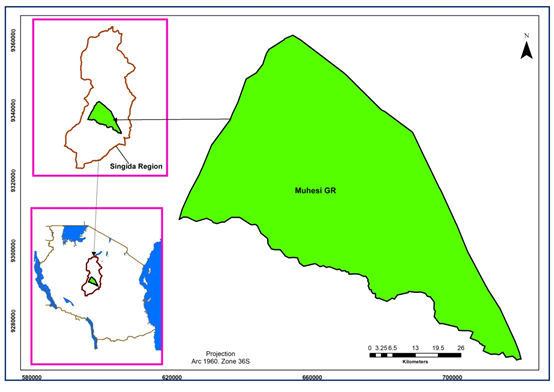 9360000
9340000
9320000
9300000
9280000
Singida Region
N
Muhesi GR
Projection
Arc 1960, Zone 36S
0 3.25 6.5 13 19.5 26
Kilometers
580000 620000 660000 700000